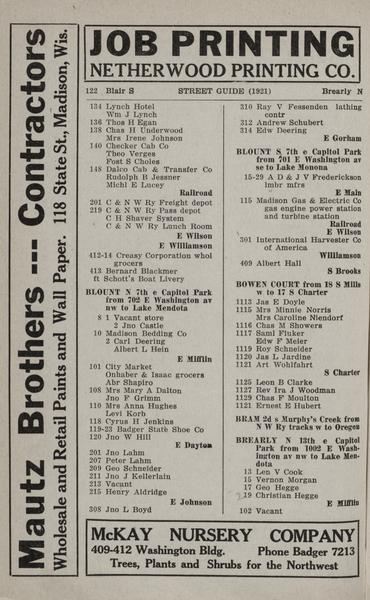 Mautz Brothers --- Contractors
Wholesale and Retail Paints and Wall Paper. 118 State St., Madison, Wis.
JOB PRINTING
NETHERWOOD PRINTING CO.
122 Blair S STREET GUIDE (1921) Brearly N
134 Lynch Hotel
Wm J Lynch
136 Thos H Egan
138 Chas H Underwood
Mrs Irene Johnson
140 Checker Cab Co
Theo Verges
Fost S Choles
148 Dalco Cab & Transfer Co
Rudolph B Jessner
Michl E Lucey
Railroad
201 C & N W Ry Freight depot
219 C & N W Ry Pass depot
C H Shaver System
C & N W Ry Lunch Room
E Wilson
E Williamson
412-14 Creasy Corporation whol
grocers
413 Bernard Blackmer
ft Schott's Boat Livery
BLOUNT N 7th e Capitol Park
from 702 E Washington av
nw to Lake Mendota
8 1 Vacant store
2 Jno Castle
10 Madison Bedding Co
2 Carl Deering
Albert L Hein
E Mifflin
101 City Market
Onhaber & Isaac grocers
Abr Shapiro
108 Mrs Mary A Dalton
Jno F Grimm
110 Mrs Anna Hughes
Levi Korb
118 Cyrus H Jenkins
119-23 Badger State Shoe Co
120 Jno W Hill
E Dayton
201 Jno Lahm
207 Peter Lahm
209 Geo Schneider
211 Jno J Kellerlain
213 Vacant
215 Henry Aldridge
E Johnson
308 Jno L Boyd
310 Ray V Fessenden lathing
contr
312 Andrew Schubert
314 Edw Deering
E Gorham
BLOUNT S 7th e Capitol Park
from 701 E Washington av
se to Lake Monona
15-29 A D & J V Frederickson
lmbr mfrs
E Main
115 Madison Gas & Electric Co
gas engine power station
and turbine station
Railroad
E Wilson
301 International Harvester Co
of America
Williamson
409 Albert Hall
S Brooks
BOWEN COURT from 18 S Mills
w to 17 S Charter
1113 Jas E Doyle
1115 Mrs Minnie Norris
Mrs Caroline Niendorf
1116 Chas M Showers
1117 Saml Fluker
Edw F Meier
1119 Roy Schneider
1120 Jas L Jardine
1121 Art Wohlfahrt
S Charter
1125 Leon B Clarke
1127 Rev Ira J Woodman
1129 Chas F Moulton
1121 Ernest E Hubert
BRAM 2d s Murphy's Creek from
N W Ry tracks w to Oregon
BREARLY N 13th e Capitol
Park from 1002 E Wash-
ington av nw to Lake Men-
dota
13 Len V Cook
15 Vernon Morgan
17 Geo Hegge
19 Christian Hegge
E Mifflin
102 Vacant
McKAY NURSERY COMPANY
409-412 Washington Bldg. Phone Badger 7213
Trees, Plants and Shrubs for the Northwest